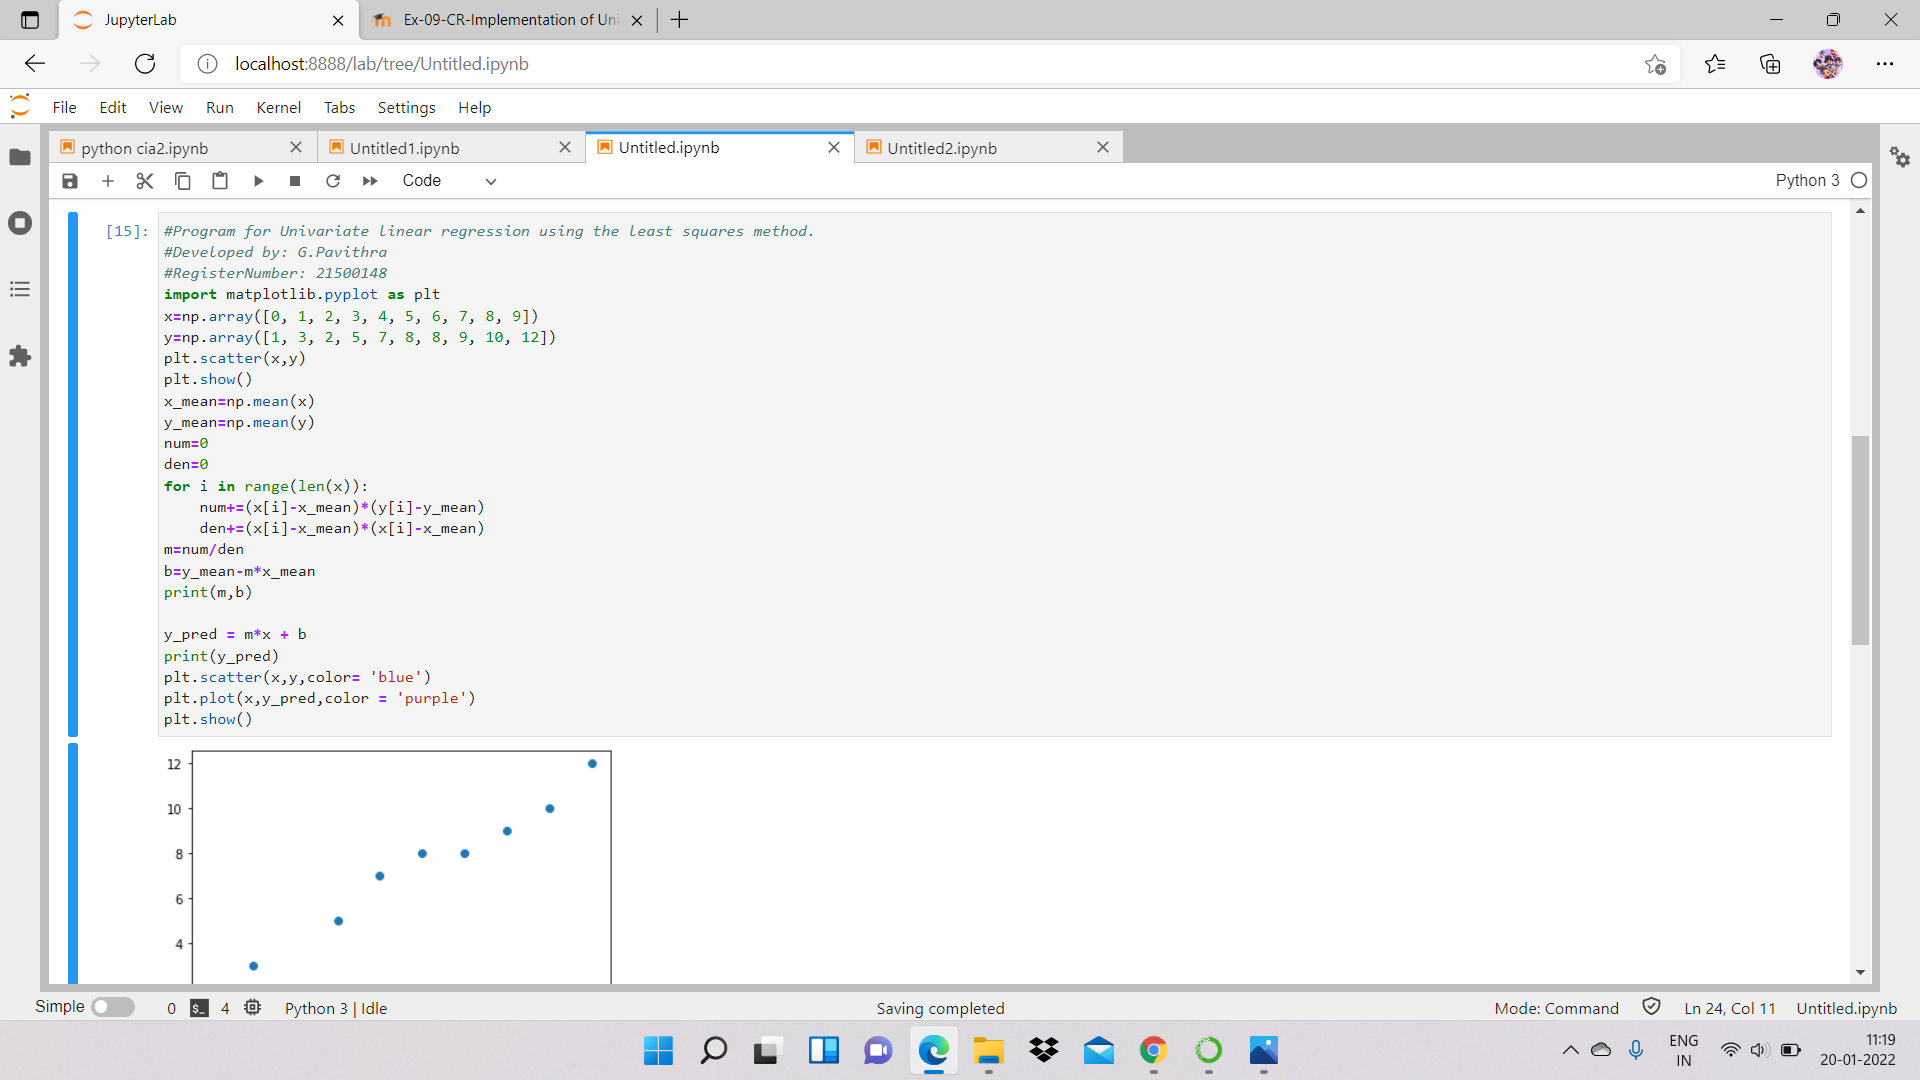 JupyterLab
Ex-09-CR-Implementation of Uni
localhost:8888/lab/tree/Untitled.ipynb
File Edit View Run Kernel Tabs Settings Help
python cia2.ipynb
Untitled1.ipynb
Untitled.ipynb
Untitled2.ipynb
Code
Python 3
[15]:
#Program for Univariate linear regression using the least squares method.
#Developed by: G.Pavithra
#RegisterNumber: 21500148
import matplotlib.pyplot as plt
x=np.array([0, 1, 2, 3, 4, 5, 6, 7, 8, 9])
y=np.array([1, 3, 2, 5, 7, 8, 8, 9, 10, 12])
plt.scatter(x,y)
plt.show()
x_mean=np.mean(x)
y_mean=np.mean(y)
num=0
den=0
for i in range(len(x)):
    num+=(x[i]-x_mean)*(y[i]-y_mean)
    den+=(x[i]-x_mean)*(x[i]-x_mean)
m=num/den
b=y_mean-m*x_mean
print(m,b)

y_pred = m*x + b
print(y_pred)
plt.scatter(x,y,color= 'blue')
plt.plot(x,y_pred,color = 'purple')
plt.show()
12
10
8
6
4
Simple
0 $_ 4
Python 3 | Idle
Saving completed
Mode: Command
Ln 24, Col 11
Untitled.ipynb
ENG
IN
11:19
20-01-2022